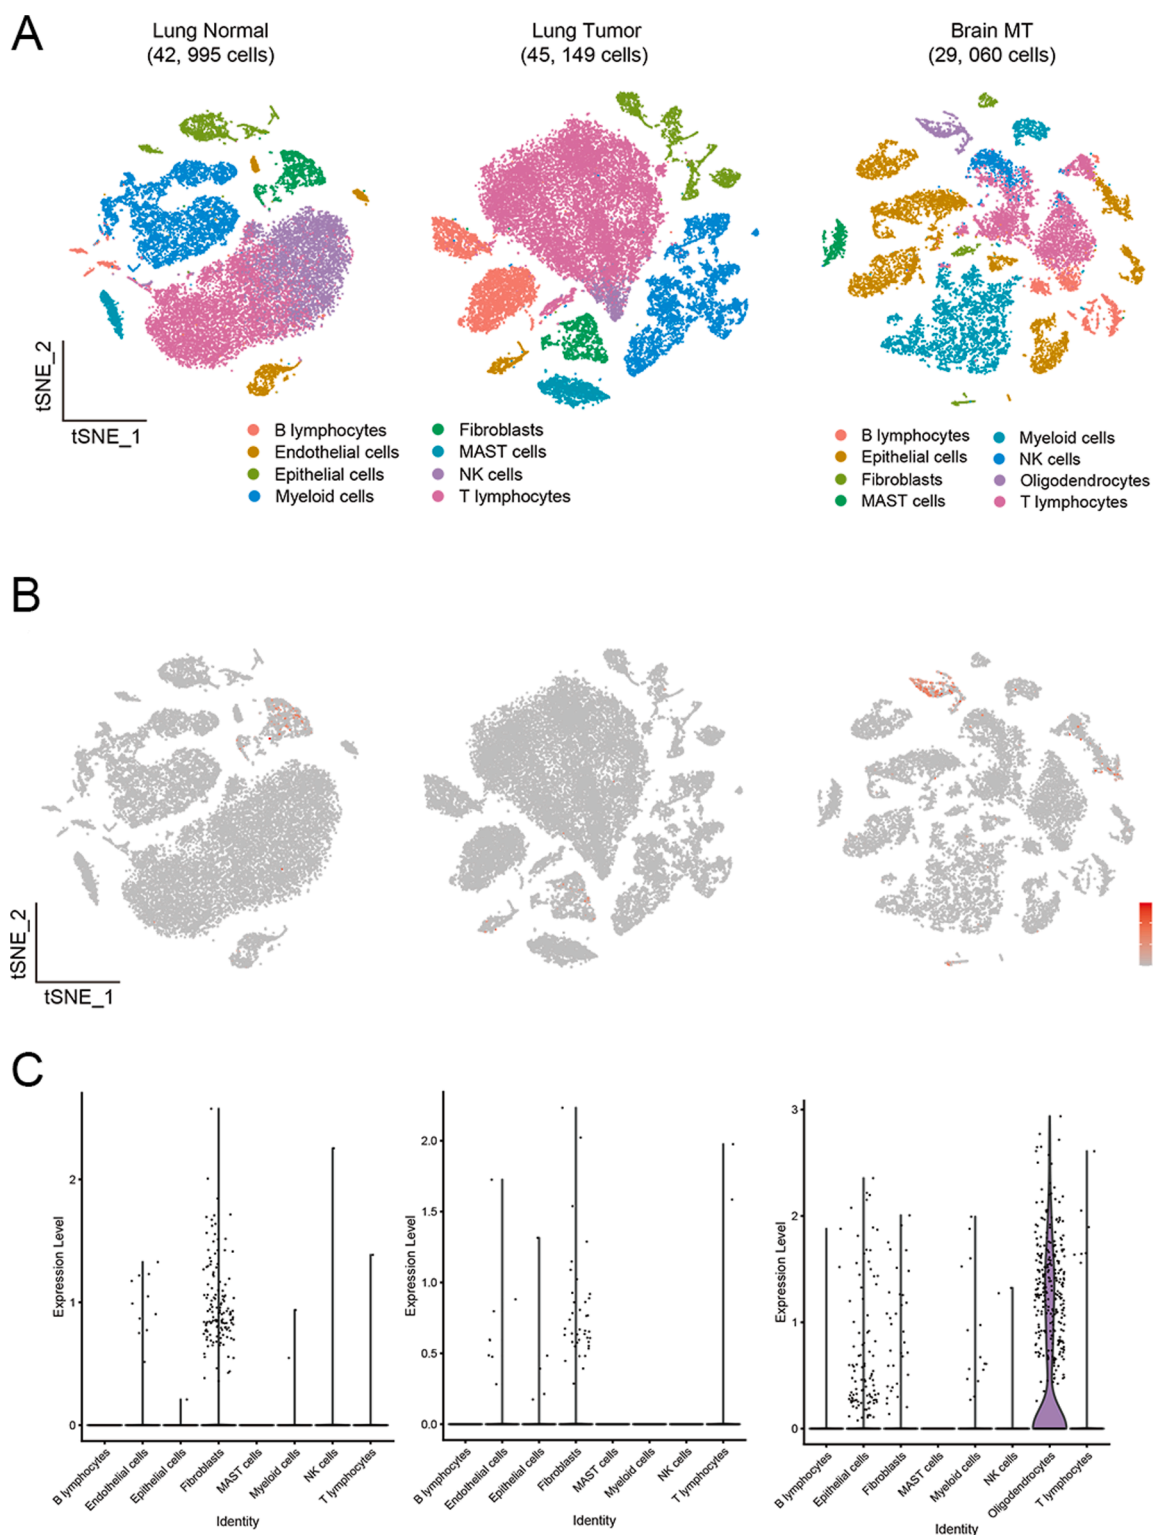 A
Lung Normal
(42, 995 cells)
Lung Tumor
(45, 149 cells)
Brain MT
(29, 060 cells)
tSNE_2
tSNE_1
B lymphocytes
Endothelial cells
Epithelial cells
Myeloid cells
Fibroblasts
MAST cells
NK cells
T lymphocytes
B lymphocytes
Epithelial cells
Fibroblasts
MAST cells
Myeloid cells
NK cells
Oligodendrocytes
T lymphocytes
B
tSNE_2
tSNE_1
C
Expression Level
2
1
0
B lymphocytes
Endothelial cells
Epithelial cells
Fibroblasts
MAST cells
Myeloid cells
NK cells
T lymphocytes
Identity
Expression Level
2.0
1.5
1.0
0.5
0.0
B lymphocytes
Endothelial cells
Epithelial cells
Fibroblasts
MAST cells
Myeloid cells
NK cells
T lymphocytes
Identity
Expression Level
3
2
1
0
B lymphocytes
Epithelial cells
Fibroblasts
MAST cells
Myeloid cells
NK cells
Oligodendrocytes
T lymphocytes
Identity